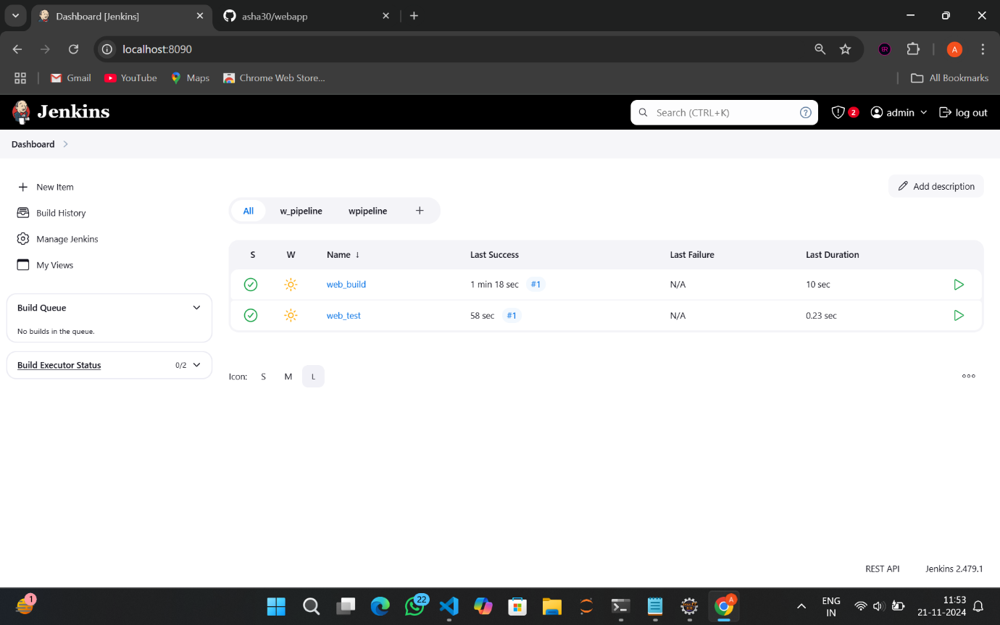 Dashboard [Jenkins]
asha30/webapp
localhost:8090
A
Gmail
YouTube
Maps
Chrome Web Store...
All Bookmarks
Jenkins
Search (CTRL+K)
?
2
admin
log out
Dashboard
New Item
Build History
Manage Jenkins
My Views
Build Queue
No builds in the queue.
Build Executor Status
0/2
Add description
All
w_pipeline
wpipeline
S W Name ↓ Last Success Last Failure Last Duration
web_build 1 min 18 sec #1 N/A 10 sec
web_test 58 sec #1 N/A 0.23 sec
Icon: S M L
REST API
Jenkins 2.479.1
1
22
A
ENG
IN
11:53
21-11-2024